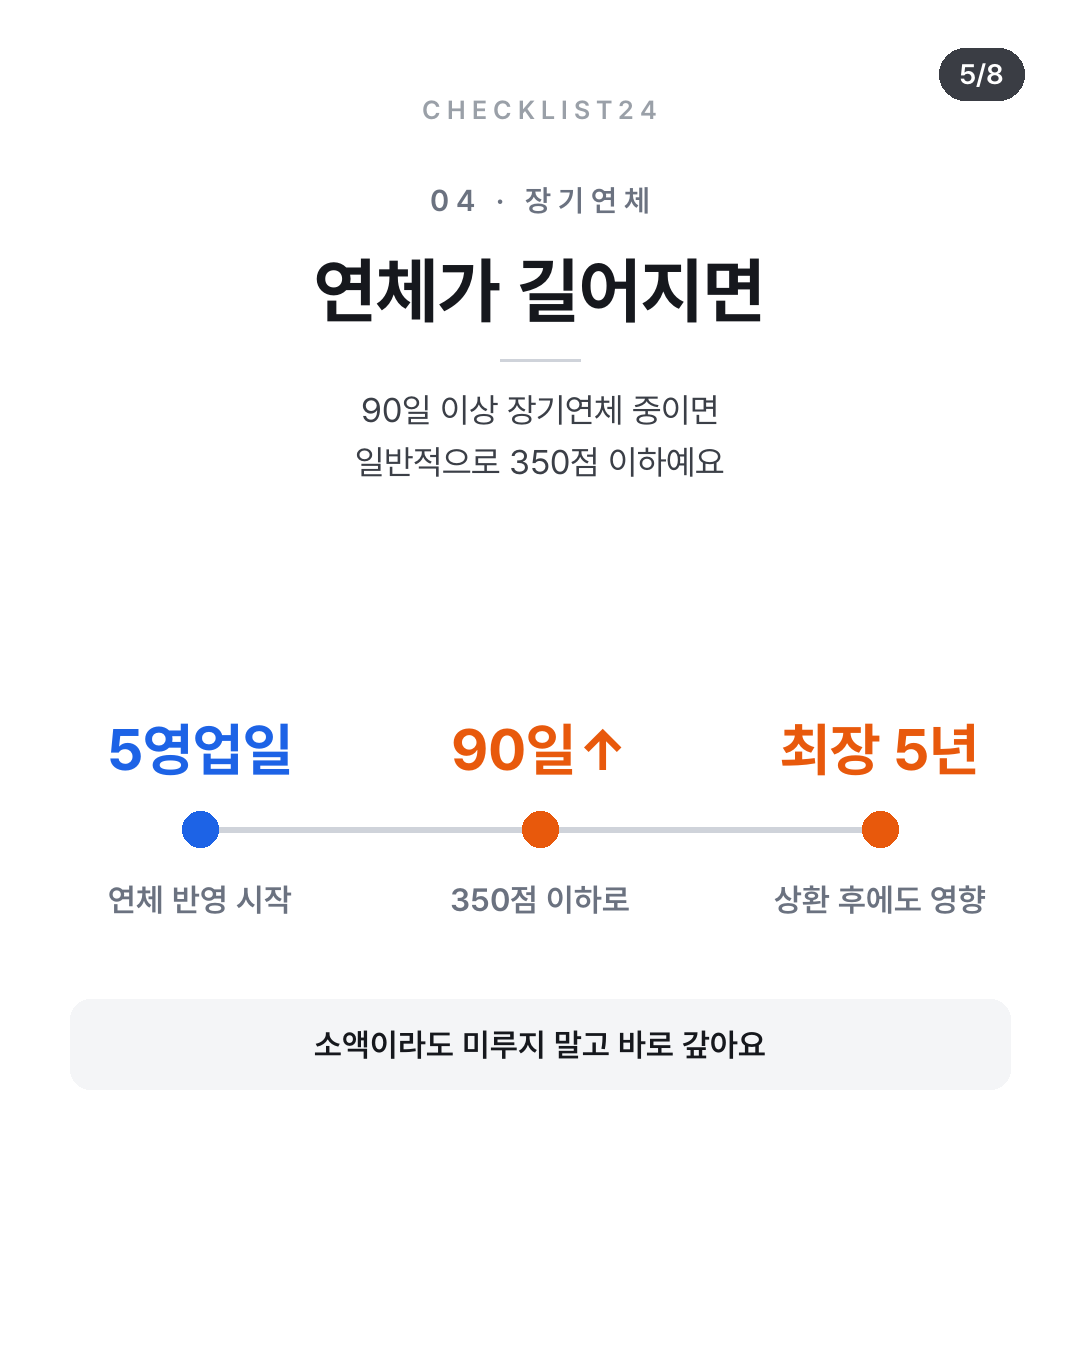 5/8
CHECKLIST24
04 · 장기연체
연체가 길어지면
90일 이상 장기연체 중이면
일반적으로 350점 이하예요
5영업일
90일↑
최장 5년
연체 반영 시작
350점 이하로
상환 후에도 영향
소액이라도 미루지 말고 바로 갚아요